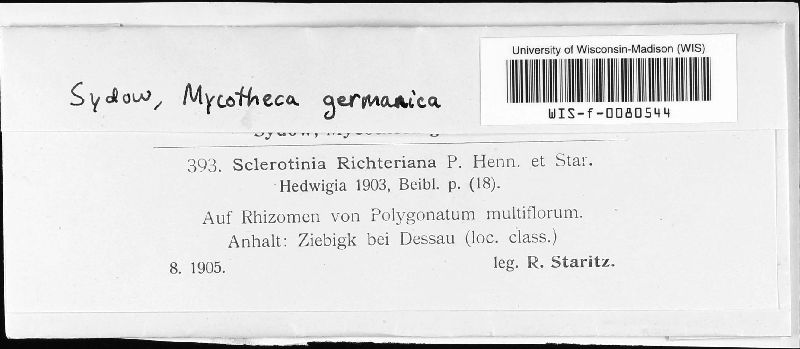 University of Wisconsin-Madison (WIS)
WIS-f-0080544
Sydow, Mycotheca germanica
393. Sclerotinia Richteriana P. Henn. et Star.
Hedwigia 1903, Beibl. p. (18).
Auf Rhizomen von Polygonatum multiflorum.
Anhalt: Ziebigk bei Dessau (loc. class.)
8. 1905.
leg. R. Staritz.